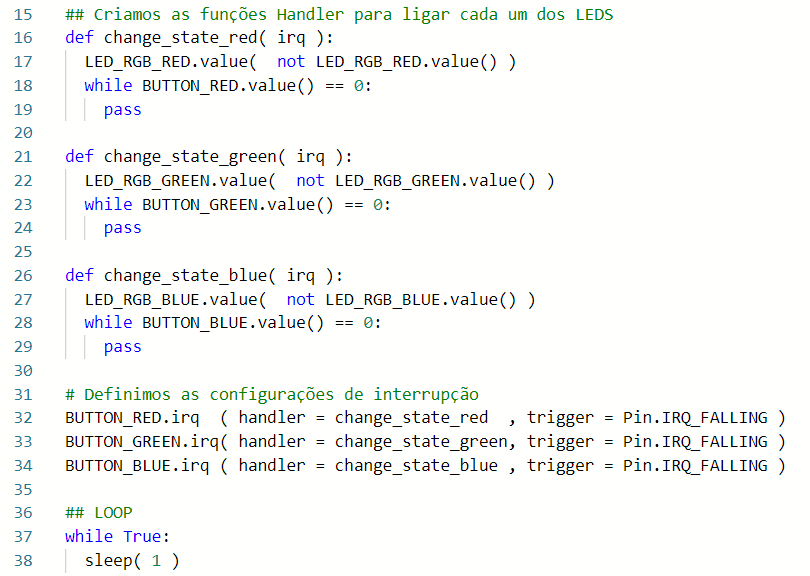 15 ## Criamos as funções Handler para ligar cada um dos LEDS
16 def change_state_red( irq ):
17   LED_RGB_RED.value(  not LED_RGB_RED.value() )
18   while BUTTON_RED.value() == 0:
19     pass
20
21 def change_state_green( irq ):
22   LED_RGB_GREEN.value(  not LED_RGB_GREEN.value() )
23   while BUTTON_GREEN.value() == 0:
24     pass
25
26 def change_state_blue( irq ):
27   LED_RGB_BLUE.value(  not LED_RGB_BLUE.value() )
28   while BUTTON_BLUE.value() == 0:
29     pass
30
31 # Definimos as configurações de interrupção
32 BUTTON_RED.irq  ( handler = change_state_red  , trigger = Pin.IRQ_FALLING )
33 BUTTON_GREEN.irq( handler = change_state_green, trigger = Pin.IRQ_FALLING )
34 BUTTON_BLUE.irq ( handler = change_state_blue , trigger = Pin.IRQ_FALLING )
35
36 ## LOOP
37 while True:
38   sleep( 1 )